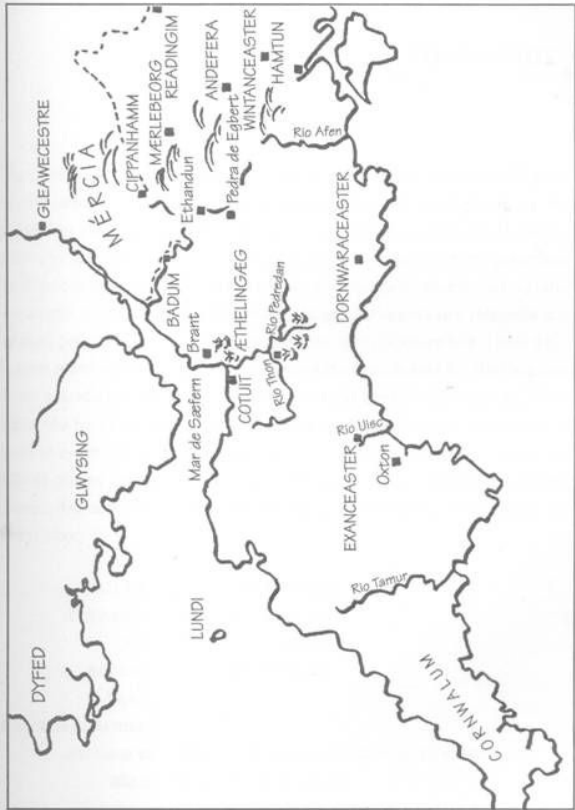 GLEAWECESTRE
MÉRCIA
CIPPANHAMM
MÆRLEBEORG
READINGIM
ANDEFERA
WINTANCEASTER
HAMTUN
Ethandun
Pedra de Egbert
Rio Afen
BADUM
Brant
ÆTHELINGÆG
Rio Pedredan
DORNWARACEASTER
GLWYSING
Mar de Sæfern
COTUIT
Rio Thon
Rio Uisc
EXANCEASTER
Oxton
DYFED
LUNDI
Rio Tamur
CORNWALUM